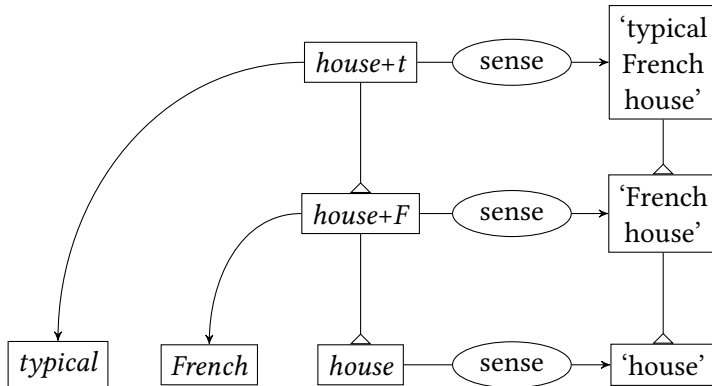 ‘typical
French
house’
house+t
sense
‘French
house’
house+F
sense
typical
French
house
sense
‘house’